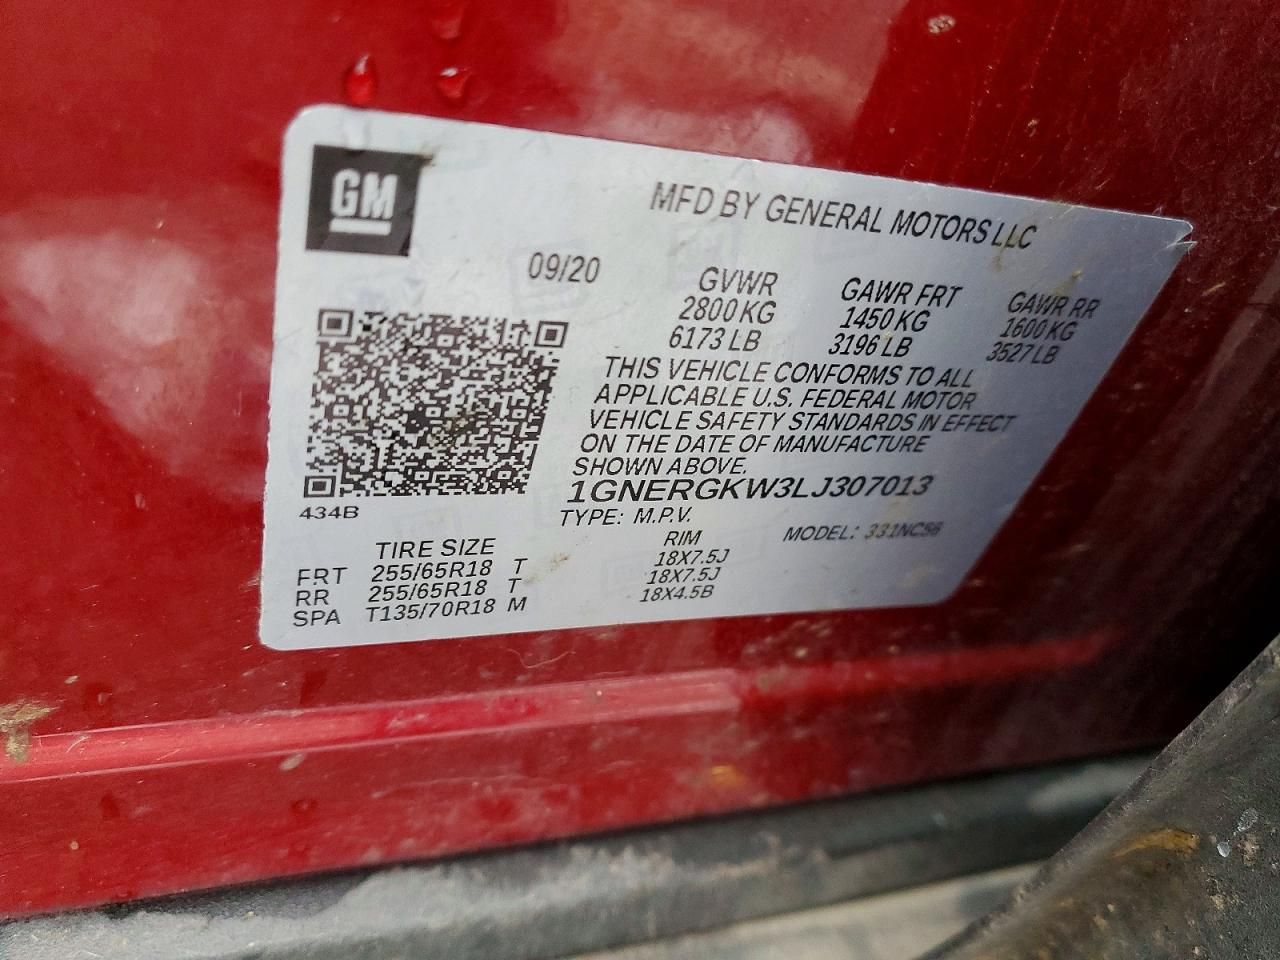 GM
MFD BY GENERAL MOTORS LLC
09/20
GVWR GAWR FRT GAWR RR
2800 KG 1450 KG 1600 KG
6173 LB 3196 LB 3527 LB
THIS VEHICLE CONFORMS TO ALL
APPLICABLE U.S. FEDERAL MOTOR
VEHICLE SAFETY STANDARDS IN EFFECT
ON THE DATE OF MANUFACTURE
SHOWN ABOVE.
1GNERGKW3LJ307013
434B
TYPE: M.P.V. MODEL: 331NC56
TIRE SIZE RIM
FRT 255/65R18 T 18X7.5J
RR 255/65R18 T 18X7.5J
SPA T135/70R18 M 18X4.5B